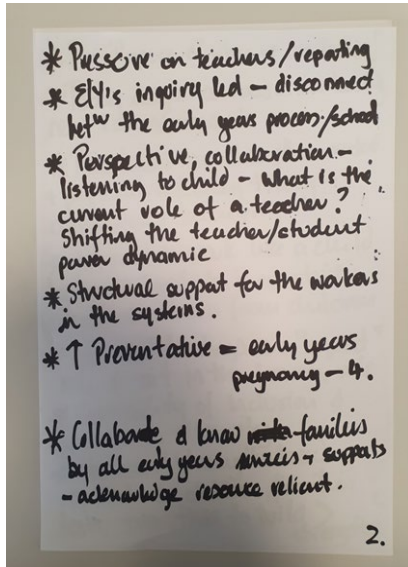 * Pressure on teachers/reporting
* E/Y's inquiry led – disconnect
betw the early years process/school
* Perspective, collaboration –
listening to child – what is the
current role of a teacher?
Shifting the teacher/student
power dynamic
* Structural support for the workers
in the systems.
* ↑ Preventative = early years
pregnancy – 4.
* Collaborate & know families
by all early years services + supports
– acknowledge resource relient.
2.